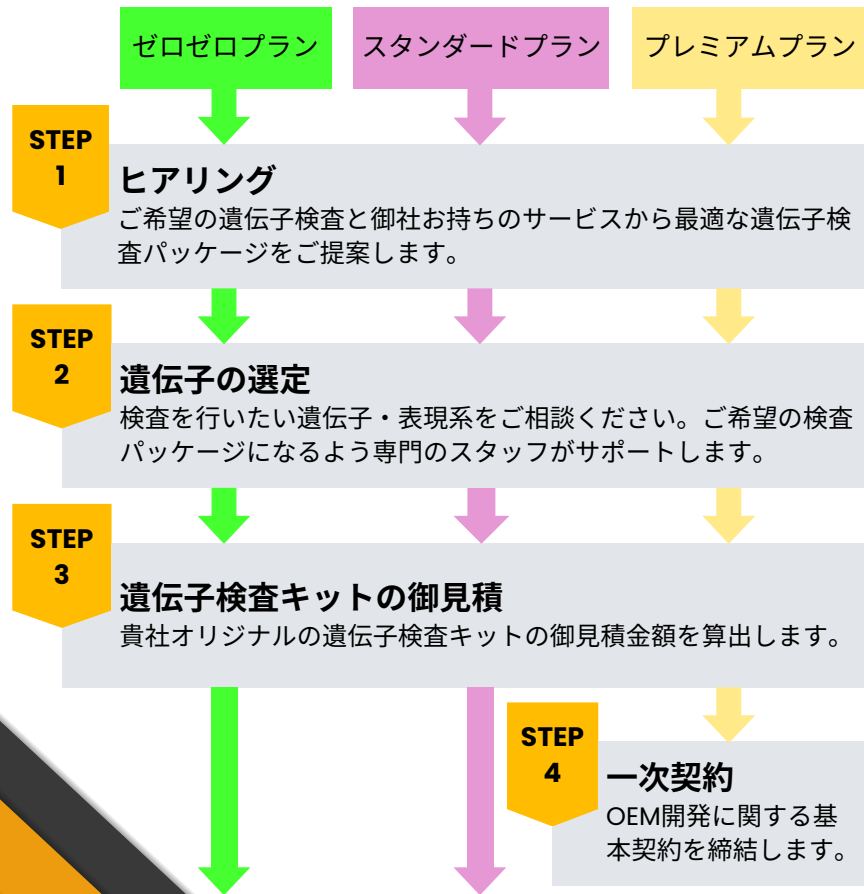 ゼロゼロプラン
スタンダードプラン
プレミアムプラン
STEP
1
ヒアリング
ご希望の遺伝子検査と御社お持ちのサービスから最適な遺伝子検
査パッケージをご提案します。
STEP
2
遺伝子の選定
検査を行いたい遺伝子・表現系をご相談ください。ご希望の検査
パッケージになるよう専門のスタッフがサポートします。
STEP
3
遺伝子検査キットの御見積
貴社オリジナルの遺伝子検査キットの御見積金額を算出します。
STEP
4
一次契約
OEM開発に関する基
本契約を締結します。